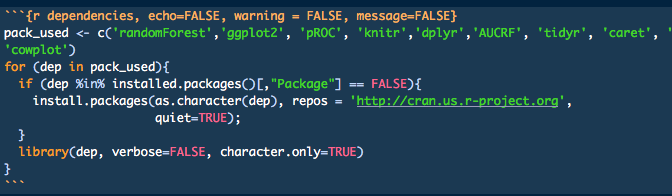 ```{r dependencies, echo=FALSE, warning = FALSE, message=FALSE}
pack_used <- c('randomForest','ggplot2', 'pROC', 'knitr','dplyr','AUCRF', 'tidyr', 'caret', '
'cowplot')
for (dep in pack_used){
  if (dep %in% installed.packages()[,"Package"] == FALSE){
    install.packages(as.character(dep), repos = 'http://cran.us.r-project.org',
                     quiet=TRUE);
  }
  library(dep, verbose=FALSE, character.only=TRUE)
}
```